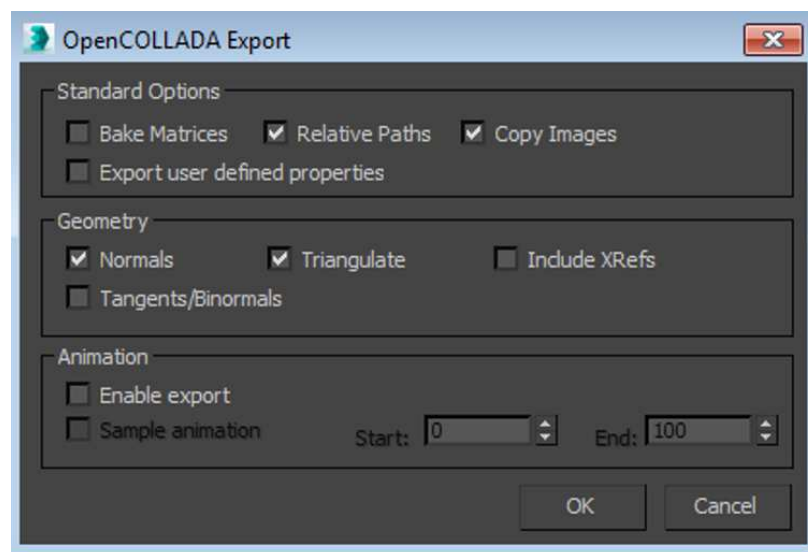 OpenCOLLADA Export
Standard Options
Bake Matrices Relative Paths Copy Images
Export user defined properties
Geometry
Normals Triangulate Include XRefs
Tangents/Binormals
Animation
Enable export
Sample animation Start: 0 End: 100
OK Cancel